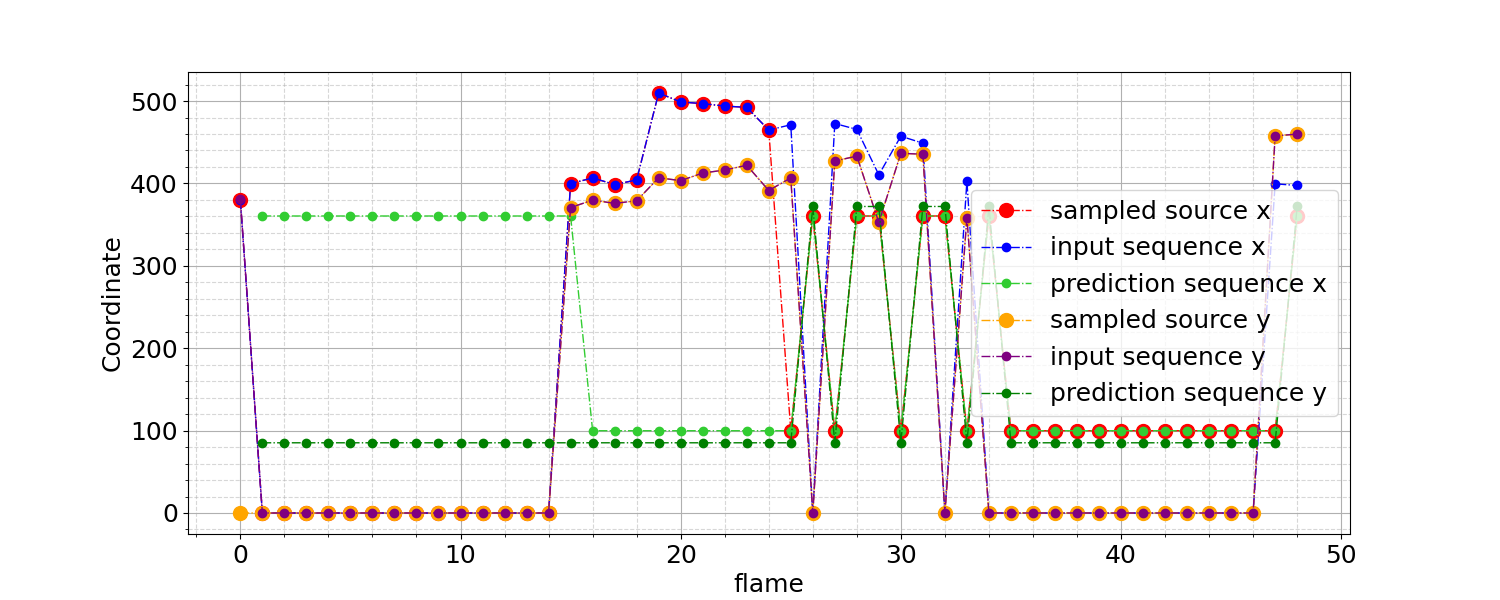 500
400
300
200
100
0
Coordinate
sampled source x
input sequence x
prediction sequence x
sampled source y
input sequence y
prediction sequence y
0 10 20 30 40 50
flame